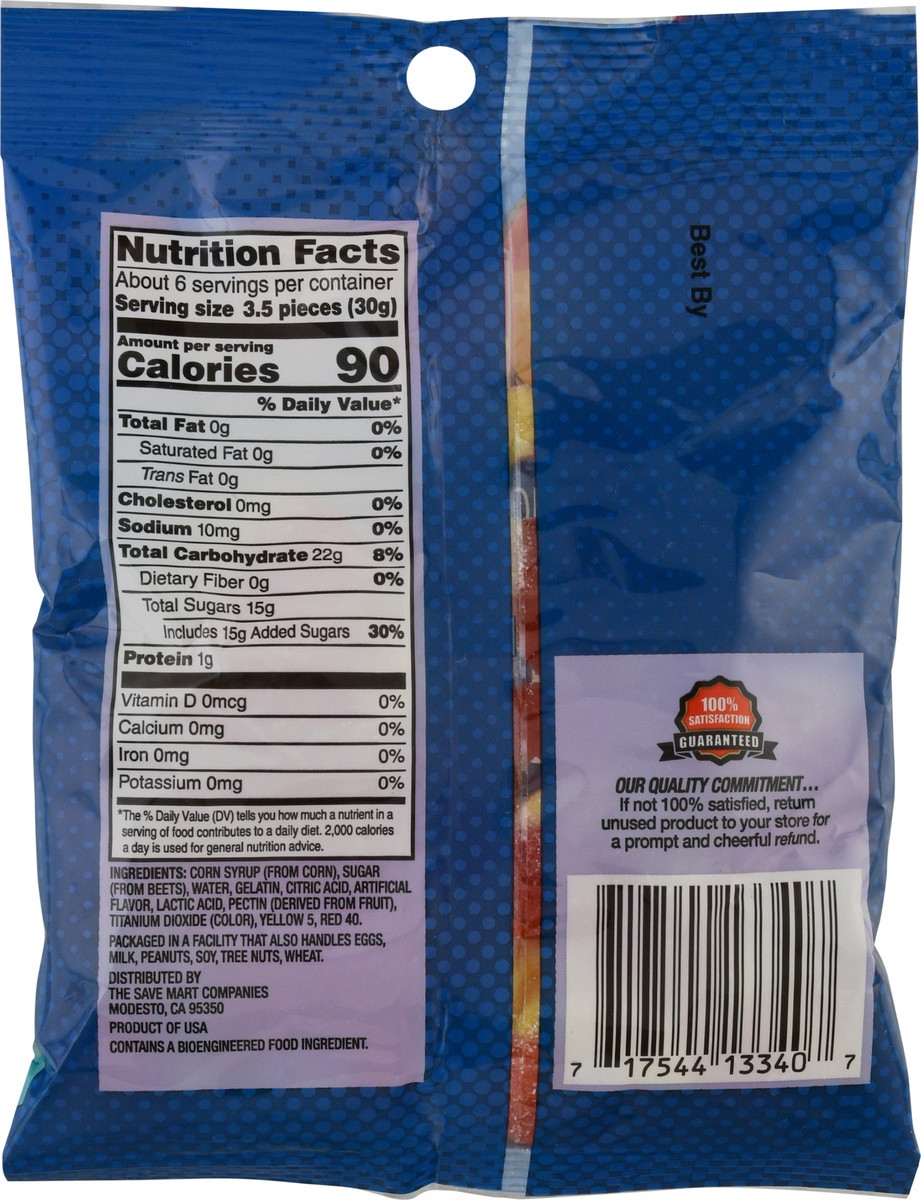 Nutrition Facts
About 6 servings per container
Serving size 3.5 pieces (30g)
Amount per serving
Calories 90
% Daily Value*
Total Fat 0g 0%
Saturated Fat 0g 0%
Trans Fat 0g
Cholesterol 0mg 0%
Sodium 10mg 0%
Total Carbohydrate 22g 8%
Dietary Fiber 0g 0%
Total Sugars 15g
Includes 15g Added Sugars 30%
Protein 1g
Vitamin D 0mcg 0%
Calcium 0mg 0%
Iron 0mg 0%
Potassium 0mg 0%
*The % Daily Value (DV) tells you how much a nutrient in a
serving of food contributes to a daily diet. 2,000 calories
a day is used for general nutrition advice.
INGREDIENTS: CORN SYRUP (FROM CORN), SUGAR
(FROM BEETS), WATER, GELATIN, CITRIC ACID, ARTIFICIAL
FLAVOR, LACTIC ACID, PECTIN (DERIVED FROM FRUIT),
TITANIUM DIOXIDE (COLOR), YELLOW 5, RED 40.
PACKAGED IN A FACILITY THAT ALSO HANDLES EGGS,
MILK, PEANUTS, SOY, TREE NUTS, WHEAT.
DISTRIBUTED BY
THE SAVE MART COMPANIES
MODESTO, CA 95350
PRODUCT OF USA
CONTAINS A BIOENGINEERED FOOD INGREDIENT.
Best By
100%
SATISFACTION
GUARANTEED
OUR QUALITY COMMITMENT...
If not 100% satisfied, return
unused product to your store for
a prompt and cheerful refund.
7 17544 13340 7